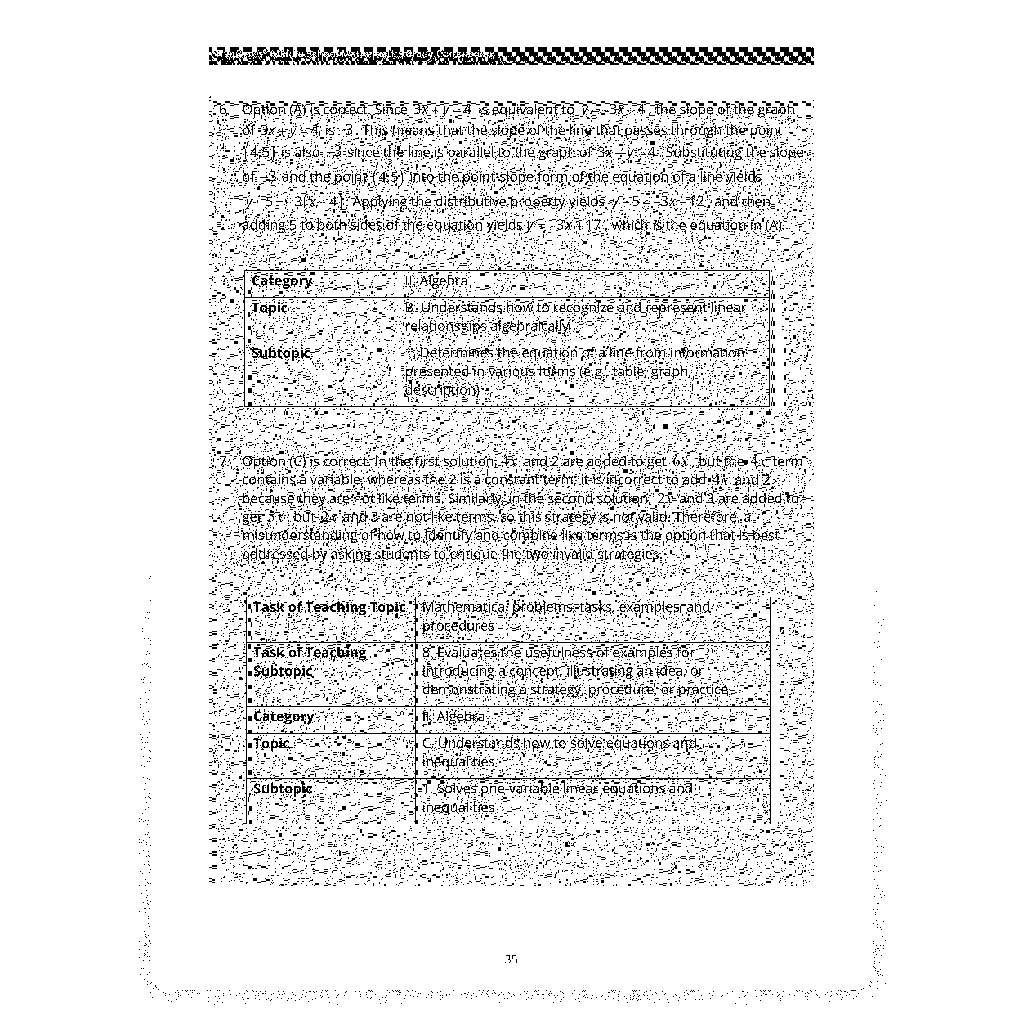 6. Option (A) is correct. Since 3x + y = 4 is equivalent to y = −3x + 4, the slope of the graph
of 3x + y = 4 is −3. This means that the slope of the line that passes through the point
(4,5) is also −3 since the line is parallel to the graph of 3x + y = 4. Substituting the slope
of −3 and the point (4,5) into the point-slope form of the equation of a line yields
y − 5 = −3(x − 4). Applying the distributive property yields y − 5 = −3x + 12, and then
adding 5 to both sides of the equation yields y = −3x + 17, which is the equation in (A).
Category II. Algebra
Topic B. Understands how to recognize and represent linear
relationships algebraically
Subtopic Determines the equation of a line from information
presented in various forms (e.g., table, graph,
description)
7. Option (C) is correct. In the first solution, 4x and 2 are added to get 6x, but the 4x term
contains a variable, whereas the 2 is a constant term; it is incorrect to add 4x and 2
because they are not like terms. Similarly, in the second solution, 2x and 3 are added to
get 5x, but 2x and 3 are not like terms, so this strategy is not valid. Therefore, a
misunderstanding of how to identify and combine like terms is the option that is best
addressed by asking students to critique the two invalid strategies.
Task of Teaching Topic Mathematical problems, tasks, examples, and
procedures
Task of Teaching 8. Evaluates the usefulness of examples for
Subtopic introducing a concept, illustrating an idea, or
demonstrating a strategy, procedure, or practice
Category II. Algebra
Topic C. Understands how to solve equations and
inequalities
Subtopic 1. Solves one-variable linear equations and
inequalities
35